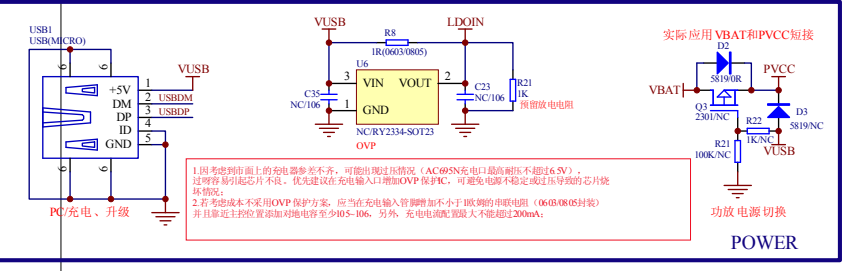 USB1
USB(MICRO)
6
6
+5V
DM
DP
ID
GND
1
2
3
4
5
6
6
VUSB
USBDM
USBDP
PC/充电、升级
VUSB
R8
1R(0603/0805)
LDOIN
U6
3
VIN
VOUT
2
1
GND
C35
NC/106
C23
NC/106
R21
1K
预留放电电阻
NC/RY2334-SOT23
OVP
1.因考虑到市面上的充电器参差不齐，可能出现过压情况（AC695N充电口最高耐压不超过6.5V），
过呀容易引起芯片不良。优先建议在充电输入口增加OVP 保护IC，可避免电源不稳定或过压导致的芯片烧
坏情况；
2.若考虑成本不采用OVP 保护方案，应当在充电输入管脚增加不小于1欧姆的串联电阻（0603/0805封装）
并且靠近主控位置添加对地电容至少105~106，另外，充电电流配置最大不能超过200mA；
实际应用 VBAT和PVCC短接
D2
5819/0R
VBAT
PVCC
Q3
2301/NC
D3
5819/NC
R22
1K/NC
VUSB
R21
100K/NC
功放电源切换
POWER